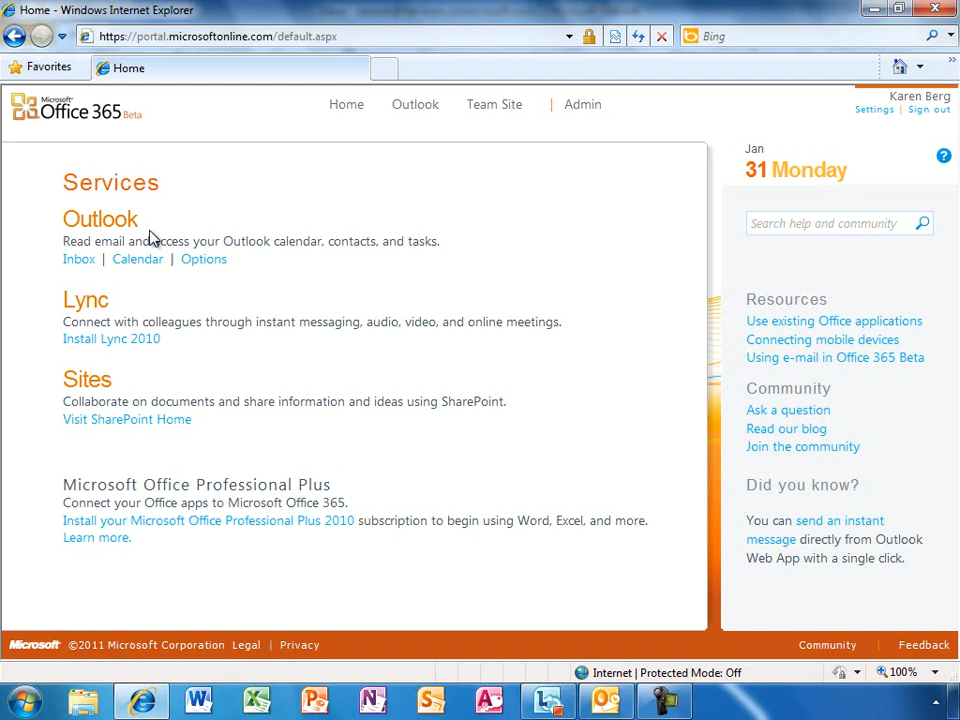 Home - Windows Internet Explorer
https://portal.microsoftonline.com/default.aspx
Bing
Favorites
Home
Microsoft
Office 365 Beta
Home Outlook Team Site | Admin
Karen Berg
Settings | Sign out
Services
Outlook
Read email and access your Outlook calendar, contacts, and tasks.
Inbox | Calendar | Options
Lync
Connect with colleagues through instant messaging, audio, video, and online meetings.
Install Lync 2010
Sites
Collaborate on documents and share information and ideas using SharePoint.
Visit SharePoint Home
Microsoft Office Professional Plus
Connect your Office apps to Microsoft Office 365.
Install your Microsoft Office Professional Plus 2010 subscription to begin using Word, Excel, and more.
Learn more.
Jan
31 Monday
?
Search help and community
Resources
Use existing Office applications
Connecting mobile devices
Using e-mail in Office 365 Beta
Community
Ask a question
Read our blog
Join the community
Did you know?
You can send an instant
message directly from Outlook
Web App with a single click.
Microsoft ©2011 Microsoft Corporation Legal | Privacy
Community | Feedback
Internet | Protected Mode: Off
100%